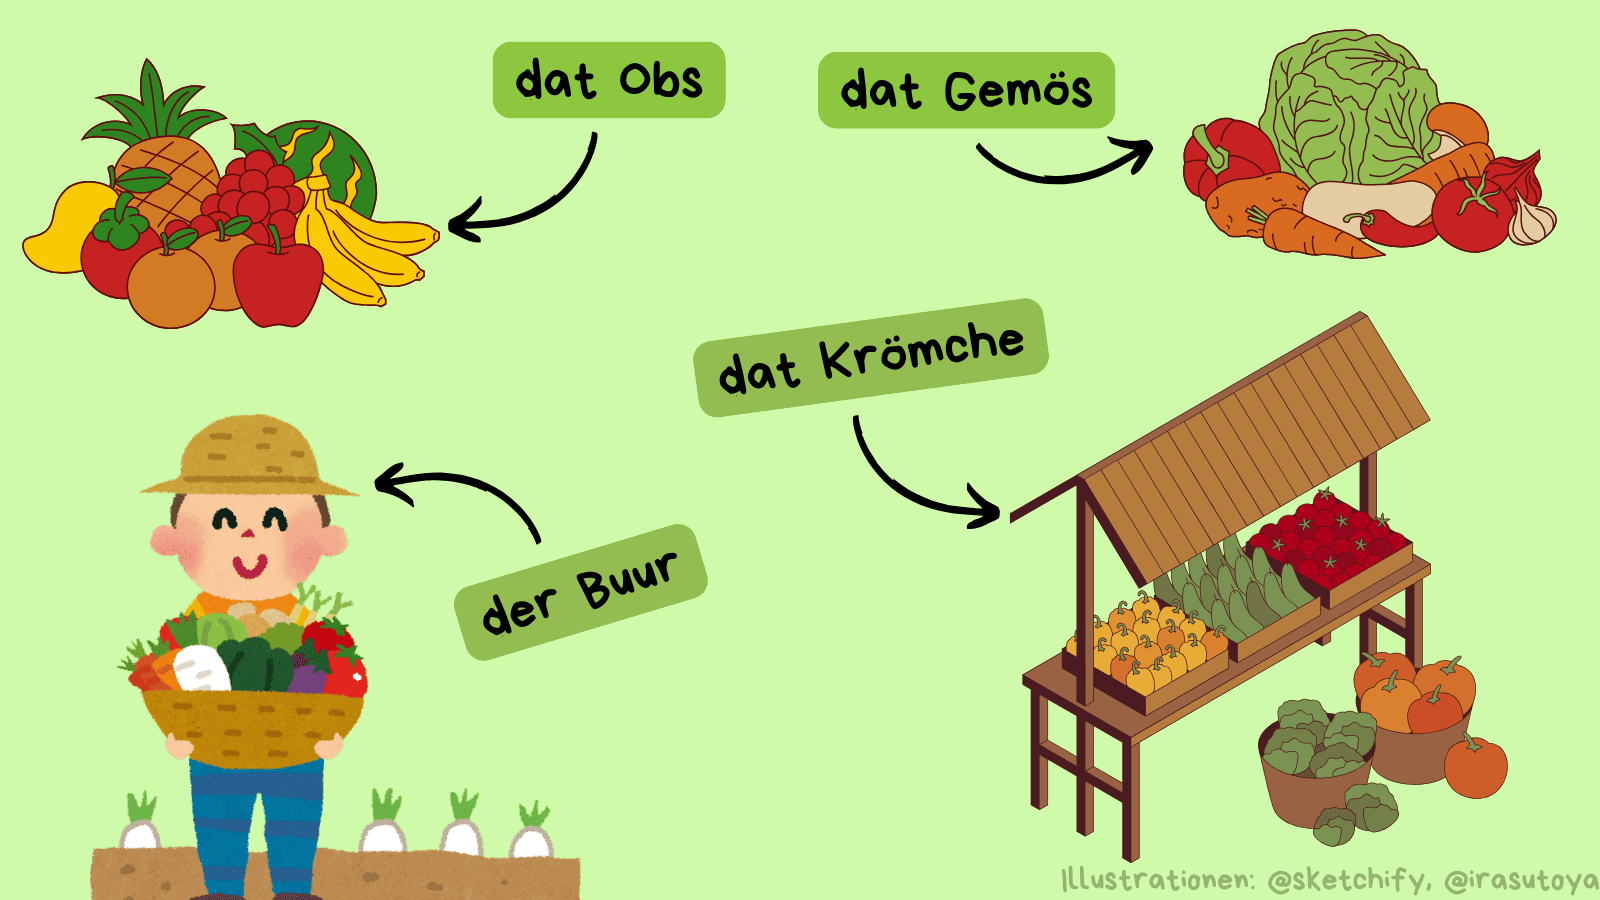 dat Obs
dat Gemös
dat Krömche
der Buur
Illustrationen: @sketchify, @irasutoya